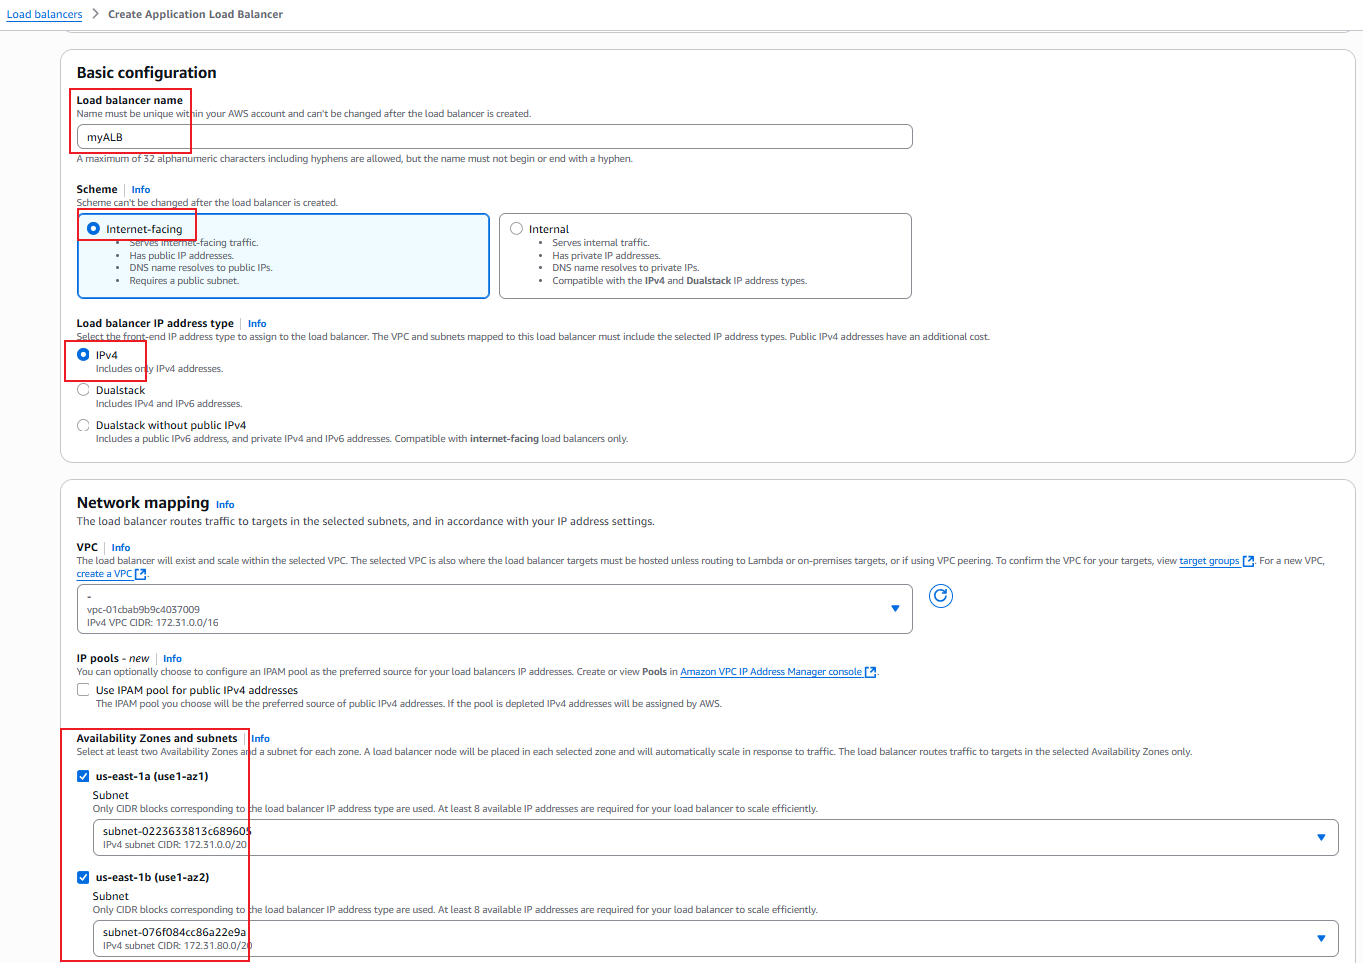 Load balancers > Create Application Load Balancer
Basic configuration
Load balancer name
Name must be unique within your AWS account and can't be changed after the load balancer is created.
myALB
A maximum of 32 alphanumeric characters including hyphens are allowed, but the name must not begin or end with a hyphen.
Scheme | Info
Scheme can't be changed after the load balancer is created.
Internet-facing
• Serves internet-facing traffic.
• Has public IP addresses.
• DNS name resolves to public IPs.
• Requires a public subnet.
Internal
• Serves internal traffic.
• Has private IP addresses.
• DNS name resolves to private IPs.
• Compatible with the IPv4 and Dualstack IP address types.
Load balancer IP address type | Info
Select the front-end IP address type to assign to the load balancer. The VPC and subnets mapped to this load balancer must include the selected IP address types. Public IPv4 addresses have an additional cost.
IPv4
Includes only IPv4 addresses.
Dualstack
Includes IPv4 and IPv6 addresses.
Dualstack without public IPv4
Includes a public IPv6 address, and private IPv4 and IPv6 addresses. Compatible with internet-facing load balancers only.
Network mapping Info
The load balancer routes traffic to targets in the selected subnets, and in accordance with your IP address settings.
VPC | Info
The load balancer will exist and scale within the selected VPC. The selected VPC is also where the load balancer targets must be hosted unless routing to Lambda or on-premises targets, or if using VPC peering. To confirm the VPC for your targets, view target groups. For a new VPC,
create a VPC.
-
vpc-01cbab9b9c4037009
IPv4 VPC CIDR: 172.31.0.0/16
IP pools - new | Info
You can optionally choose to configure an IPAM pool as the preferred source for your load balancers IP addresses. Create or view Pools in Amazon VPC IP Address Manager console.
Use IPAM pool for public IPv4 addresses
The IPAM pool you choose will be the preferred source of public IPv4 addresses. If the pool is depleted IPv4 addresses will be assigned by AWS.
Availability Zones and subnets | Info
Select at least two Availability Zones and a subnet for each zone. A load balancer node will be placed in each selected zone and will automatically scale in response to traffic. The load balancer routes traffic to targets in the selected Availability Zones only.
us-east-1a (use1-az1)
Subnet
Only CIDR blocks corresponding to the load balancer IP address type are used. At least 8 available IP addresses are required for your load balancer to scale efficiently.
subnet-0223633813c689605
IPv4 subnet CIDR: 172.31.0.0/20
us-east-1b (use1-az2)
Subnet
Only CIDR blocks corresponding to the load balancer IP address type are used. At least 8 available IP addresses are required for your load balancer to scale efficiently.
subnet-076f084cc86a22e9a
IPv4 subnet CIDR: 172.31.80.0/20